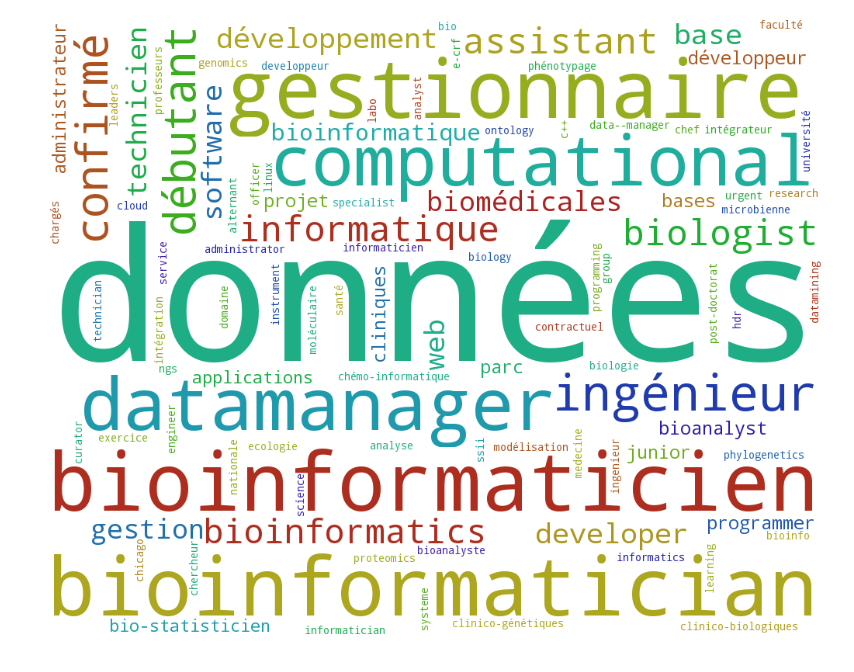 bio
faculté
administrateur
confirmé
technicien
professeurs
débutant
développement
e-crf
assistant
base
développeur
leaders
genomics
developpeur
gestionnaire
phénotypage
software
labo
analyst
bioinformatique
ontology
c++
data--manager
chef
intégrateur
université
computational
officer
linux
chargés
cloud
alternant
projet
specialist
biomédicales
bases
urgent
research
microbienne
informatique
biologist
service
administrator
informaticien
biology
programming
group
post-doctorat
datamining
données
technician
intégration
domaine
instrument
moléculaire
santé
cliniques
web
contractuel
hdr
ngs
applications
chémo-informatique
parc
biologie
datamanager
ingénieur
curator
exercice
engineer
bioanalyst
nationale
ecologie
analyse
ssii
modélisation
medecine
ingenieur
junior
phylogenetics
bioinformaticien
science
gestion
bioinformatics
developer
programmer
bioinfo
chicago
chercheur
proteomics
bioanalyste
informatics
learning
bioinformatician
bio-statisticien
informatician
systeme
clinico-génétiques
clinico-biologiques